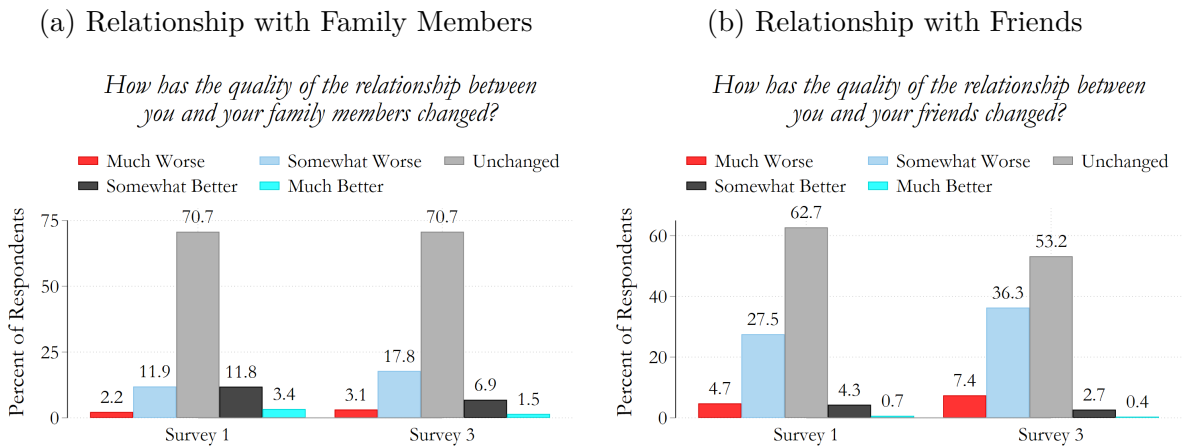 (a) Relationship with Family Members
How has the quality of the relationship between
you and your family members changed?
Much Worse Somewhat Worse Unchanged
Somewhat Better Much Better
Percent of Respondents
75
50
25
0
2.2 11.9 70.7 11.8 3.4
3.1 17.8 70.7 6.9 1.5
Survey 1 Survey 3
(b) Relationship with Friends
How has the quality of the relationship between
you and your friends changed?
Much Worse Somewhat Worse Unchanged
Somewhat Better Much Better
Percent of Respondents
60
40
20
0
4.7 27.5 62.7 4.3 0.7
7.4 36.3 53.2 2.7 0.4
Survey 1 Survey 3